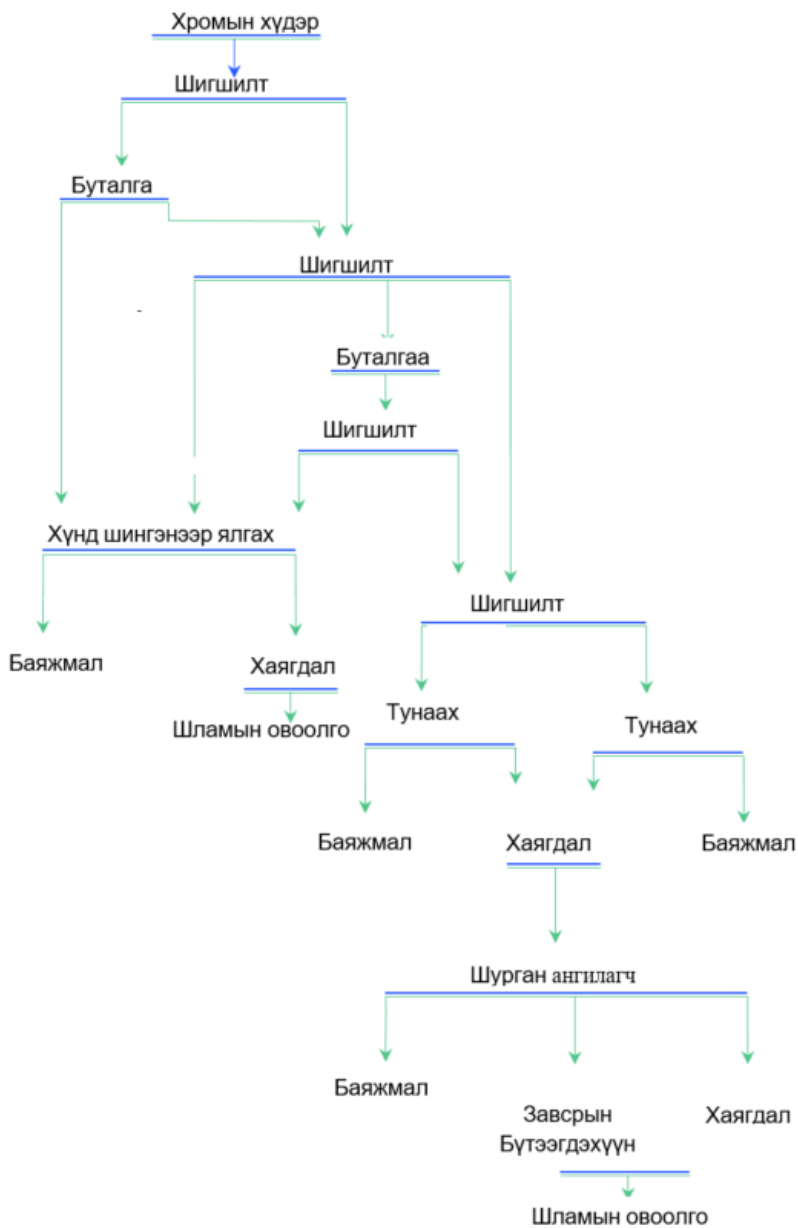 Хромын хүдэр
Шигшилт
Буталга
Шигшилт
Буталгаа
Шигшилт
Хүнд шингэнээр ялгах
Шигшилт
Баяжмал
Хаягдал
Шламын овоолго
Тунаах
Тунаах
Баяжмал
Хаягдал
Баяжмал
Шурган ангилагч
Баяжмал
Завсрын
Бүтээгдэхүүн
Хаягдал
Шламын овоолго